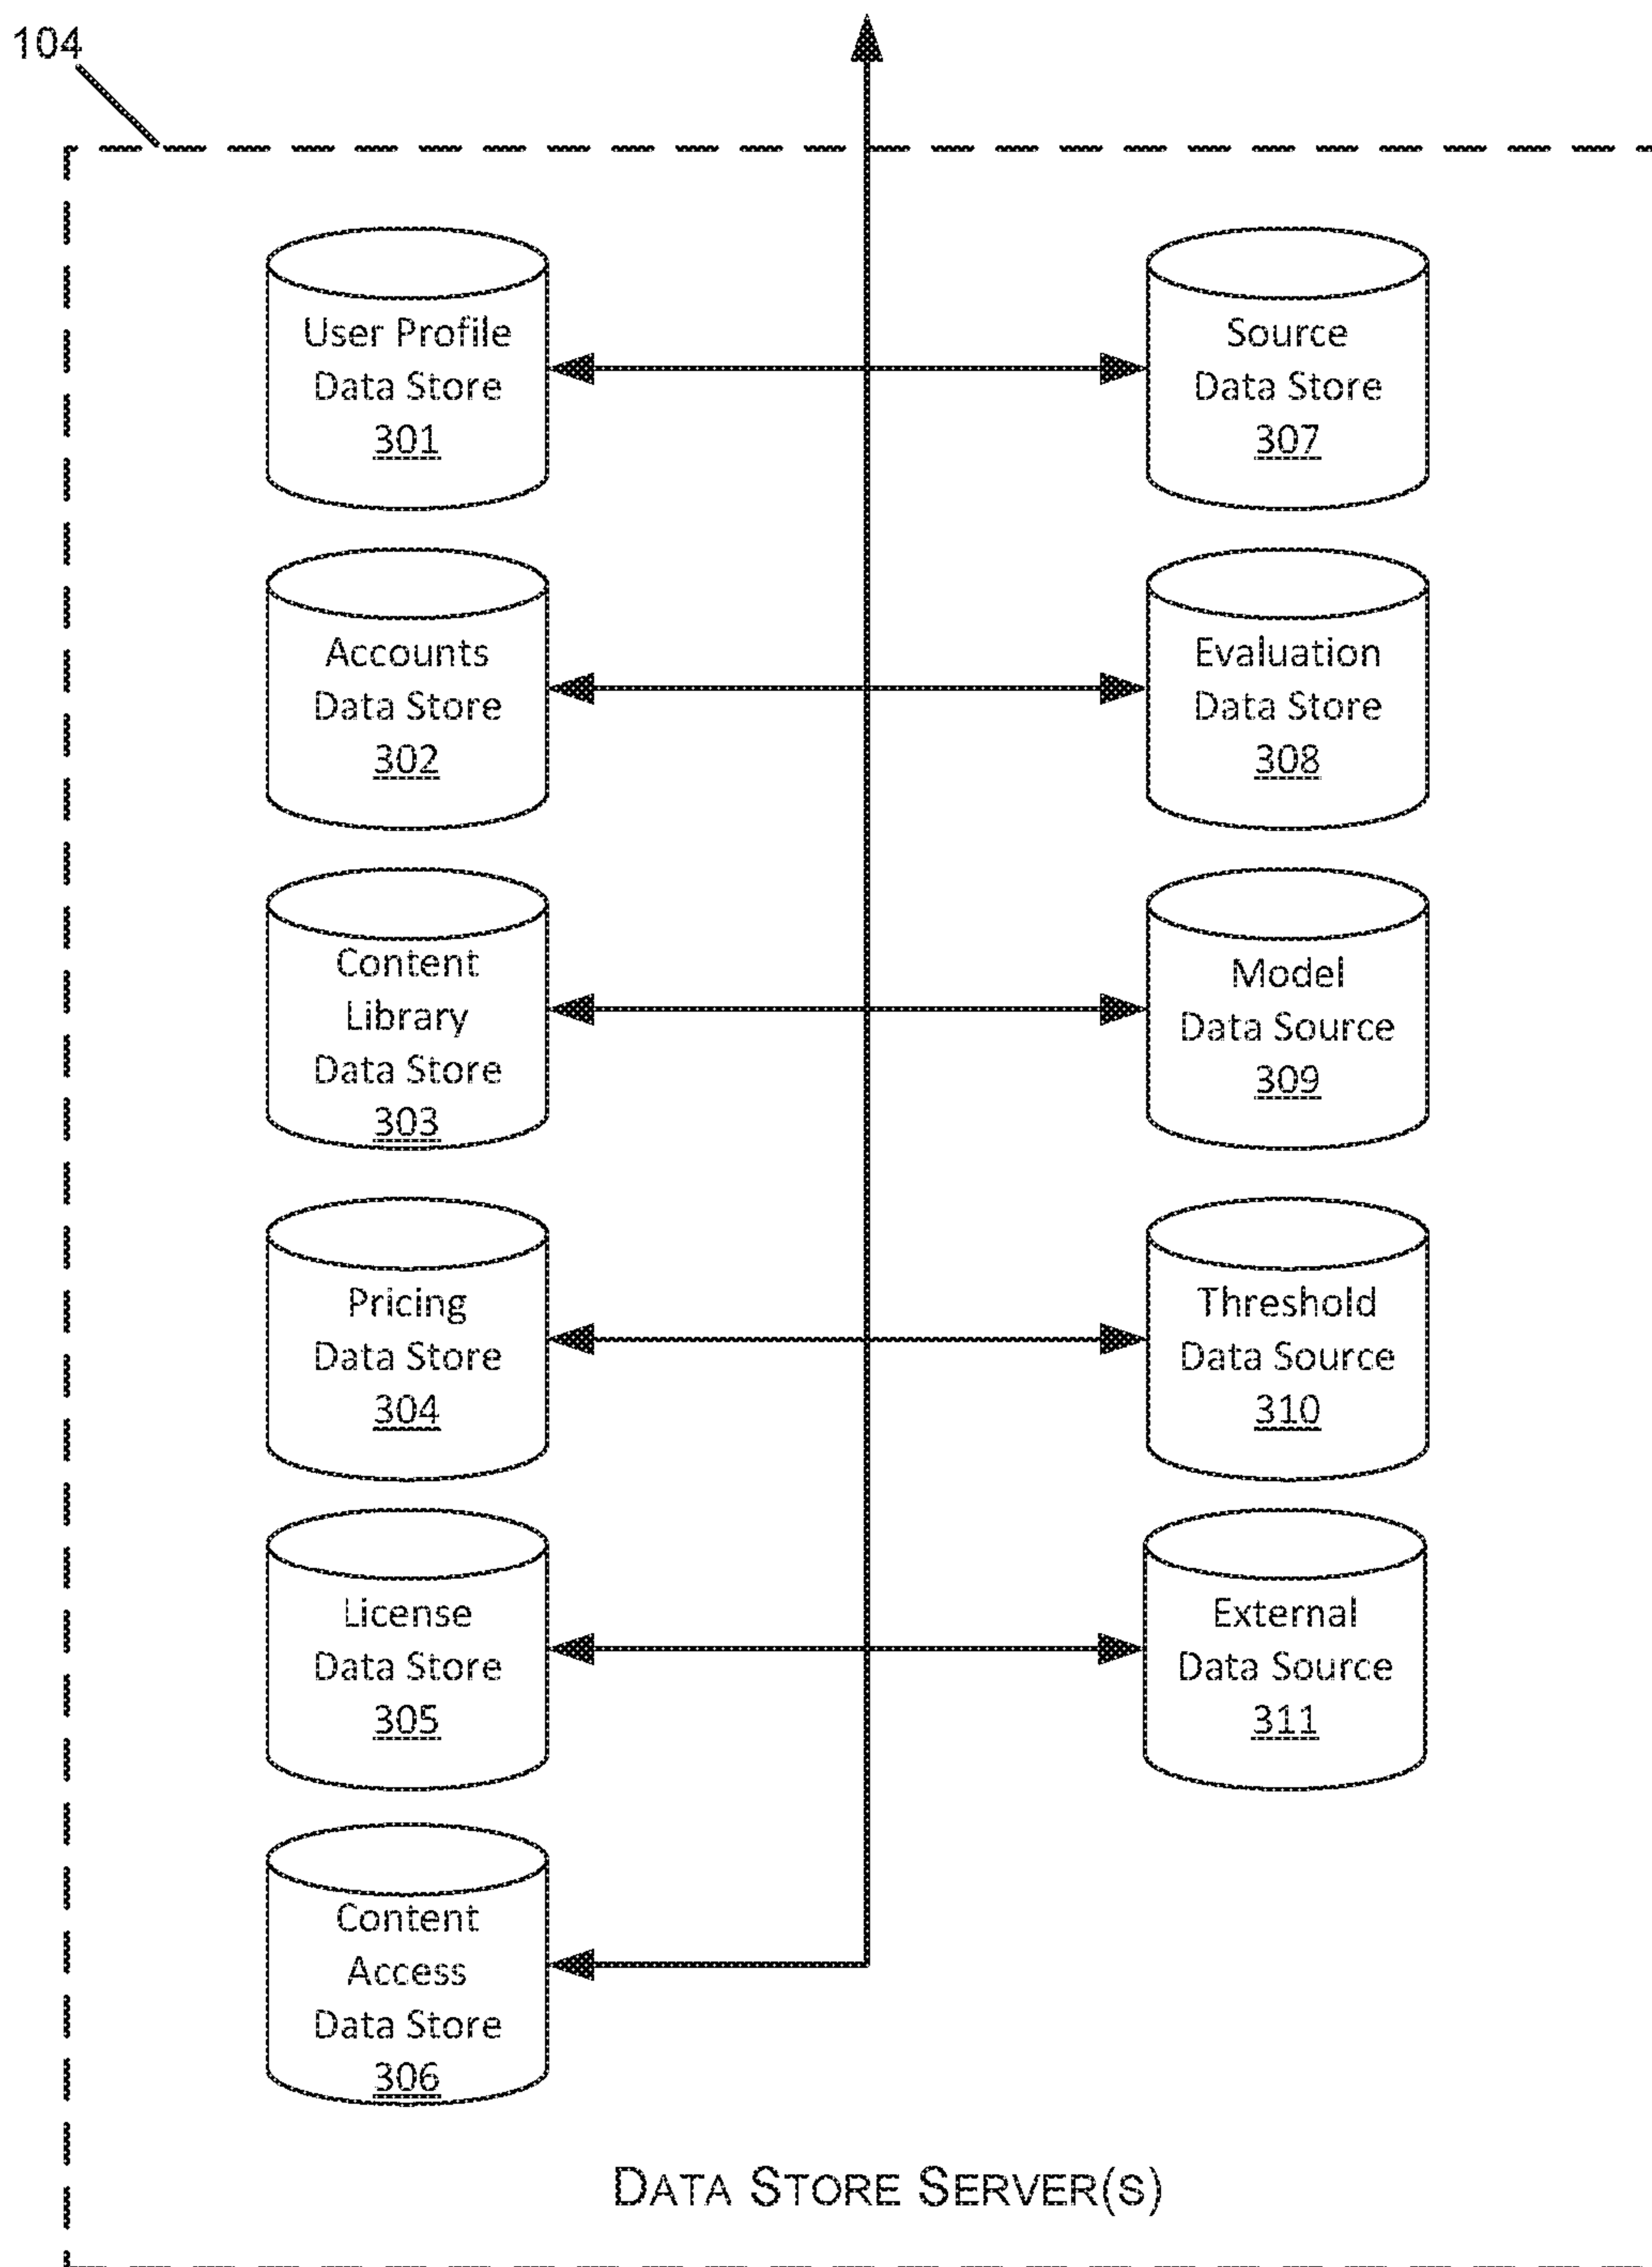 104
User Profile
Data Store
301
Source
Data Store
307
Accounts
Data Store
302
Evaluation
Data Store
308
Content
Library
Data Store
303
Model
Data Source
309
Pricing
Data Store
304
Threshold
Data Source
310
License
Data Store
305
External
Data Source
311
Content
Access
Data Store
306
DATA STORE SERVER(S)